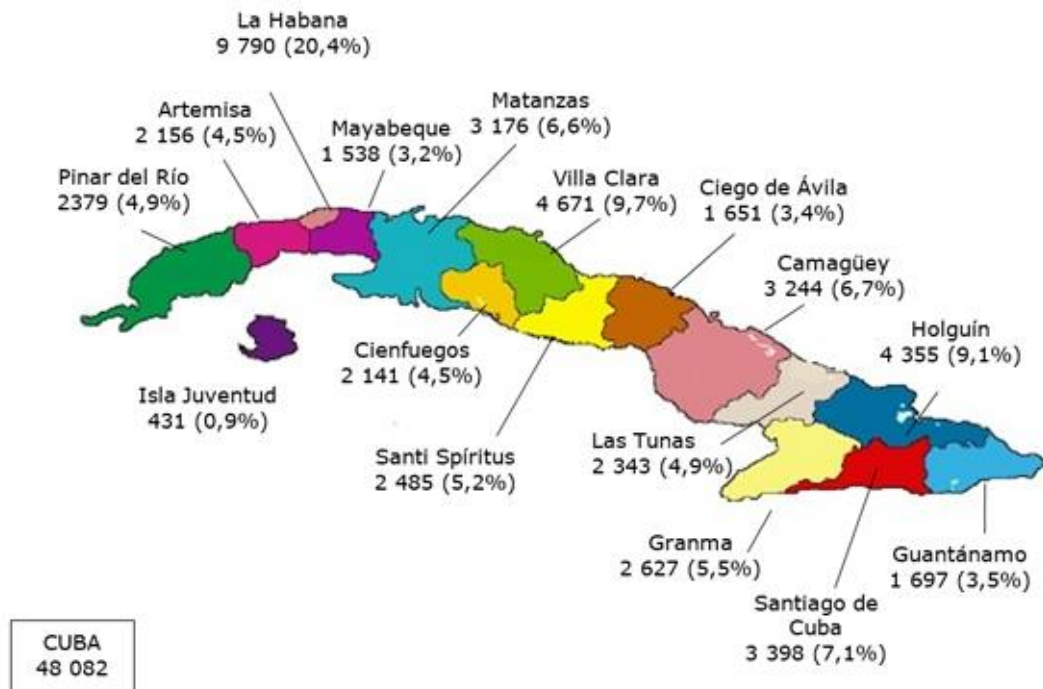 La Habana
9 790 (20,4%)
Artemisa
2 156 (4,5%)
Mayabeque
1 538 (3,2%)
Matanzas
3 176 (6,6%)
Pinar del Río
2379 (4,9%)
Villa Clara
4 671 (9,7%)
Ciego de Ávila
1 651 (3,4%)
Camagüey
3 244 (6,7%)
Holguín
4 355 (9,1%)
Isla Juventud
431 (0,9%)
Cienfuegos
2 141 (4,5%)
Santi Spíritus
2 485 (5,2%)
Las Tunas
2 343 (4,9%)
Granma
2 627 (5,5%)
Santiago de
Cuba
3 398 (7,1%)
Guantánamo
1 697 (3,5%)
CUBA
48 082